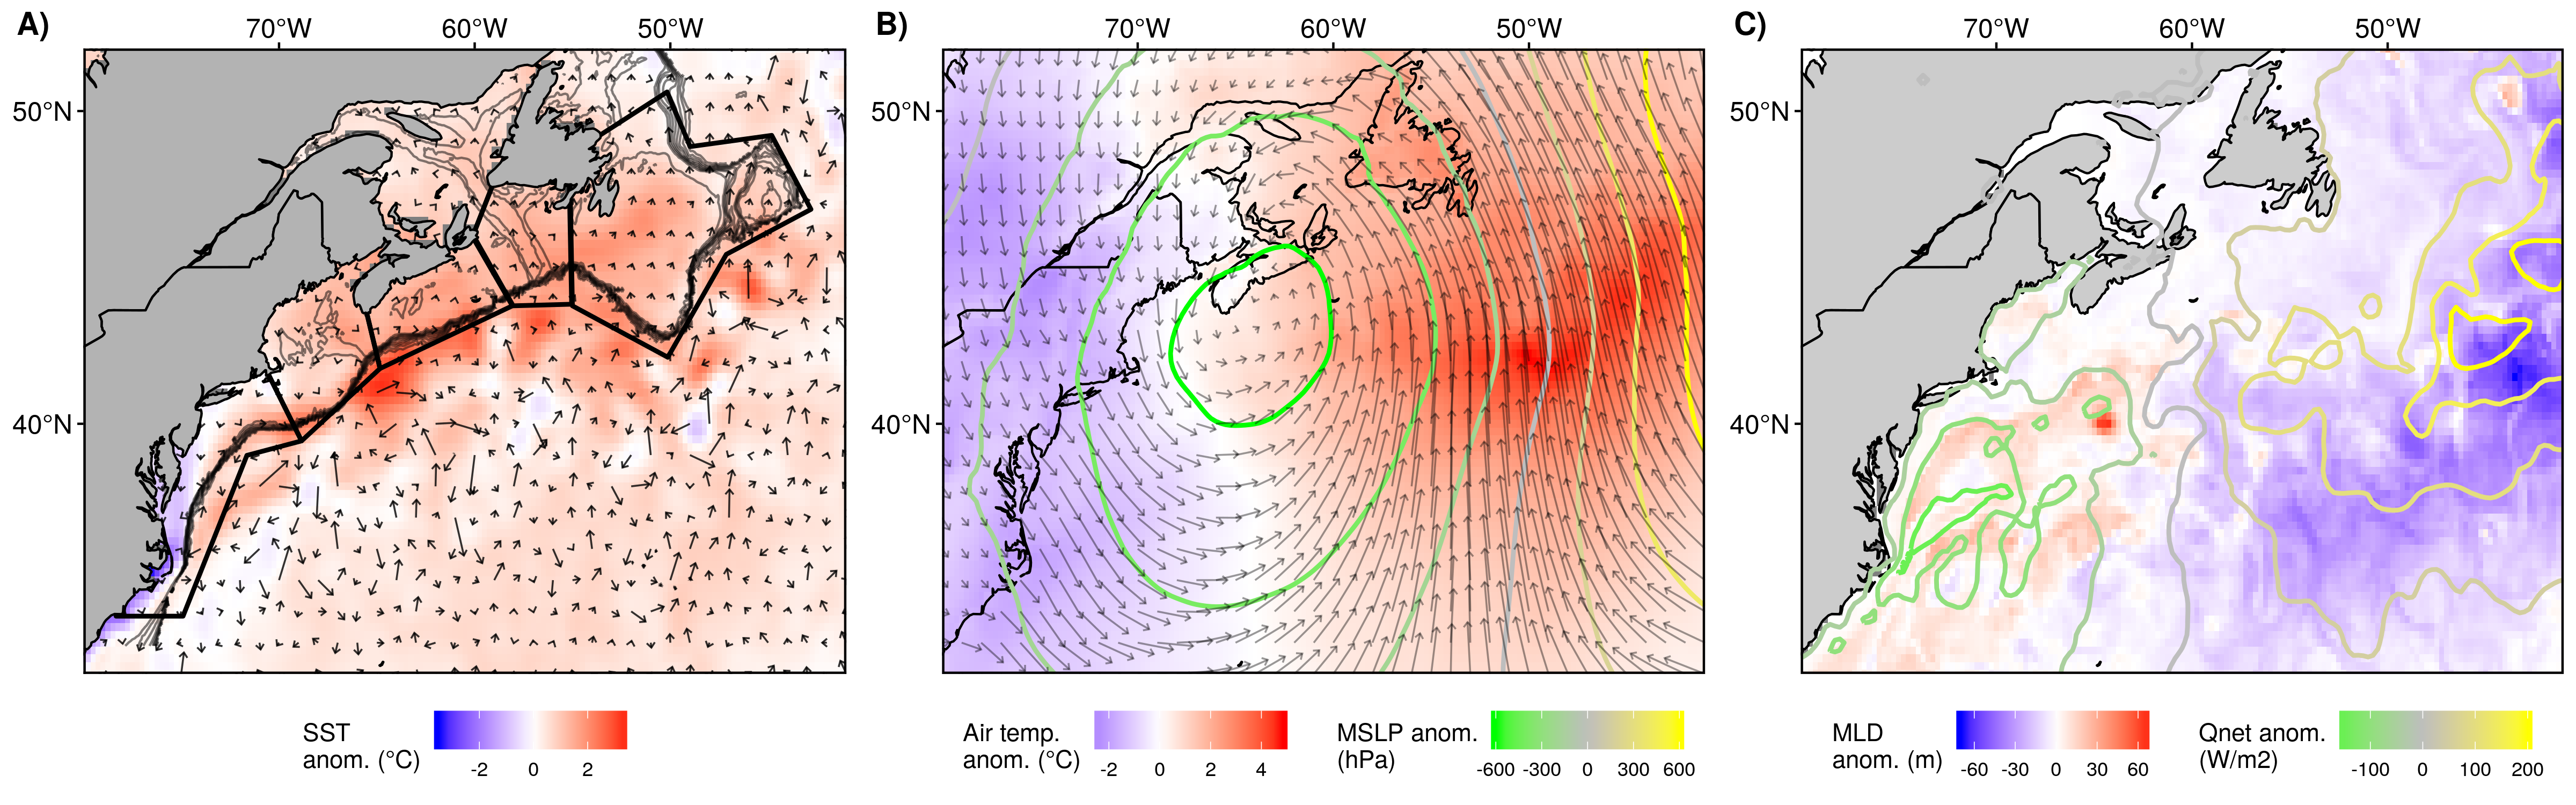 A)
70°W 60°W 50°W
50°N
40°N
SST
anom. (°C)
-2 0 2
B)
70°W 60°W 50°W
50°N
40°N
Air temp.
anom. (°C)
-2 0 2 4
MSLP anom.
(hPa)
-600 -300 0 300 600
C)
70°W 60°W 50°W
50°N
40°N
MLD
anom. (m)
-60 -30 0 30 60
Qnet anom.
(W/m2)
-100 0 100 200